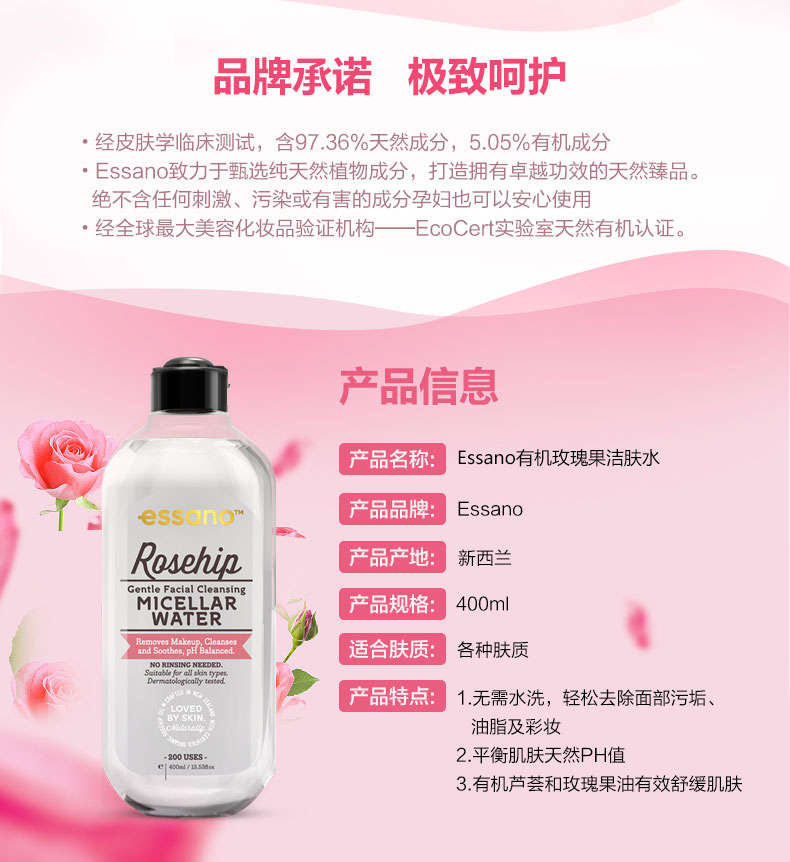 品牌承诺 极致呵护
• 经皮肤学临床测试，含97.36%天然成分，5.05%有机成分
• Essano致力于甄选纯天然植物成分，打造拥有卓越功效的天然臻品。
绝不含任何刺激、污染或有害的成分孕妇也可以安心使用
• 经全球最大美容化妆品验证机构——EcoCert实验室天然有机认证。
产品信息
产品名称: Essano有机玫瑰果洁肤水
产品品牌: Essano
产品产地: 新西兰
产品规格: 400ml
适合肤质: 各种肤质
产品特点: 1.无需水洗，轻松去除面部污垢、
油脂及彩妆
2.平衡肌肤天然PH值
3.有机芦荟和玫瑰果油有效舒缓肌肤
essano™
Rosehip
Gentle Facial Cleansing
MICELLAR
WATER
Removes Makeup, Cleanses
and Soothes, pH Balanced.
NO RINSING NEEDED.
Suitable for all skin types.
Dermatologically tested.
LOVED
BY SKIN.
Naturally.
- 200 USES -
400ml / 13.53fl oz